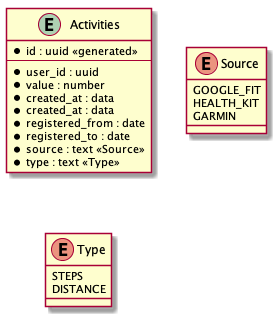 E Activities
id : uuid «generated»
user_id : uuid
value : number
created_at : data
created_at : data
registered_from : date
registered_to : date
source : text «Source»
type : text «Type»
E Source
GOOGLE_FIT
HEALTH_KIT
GARMIN
E Type
STEPS
DISTANCE